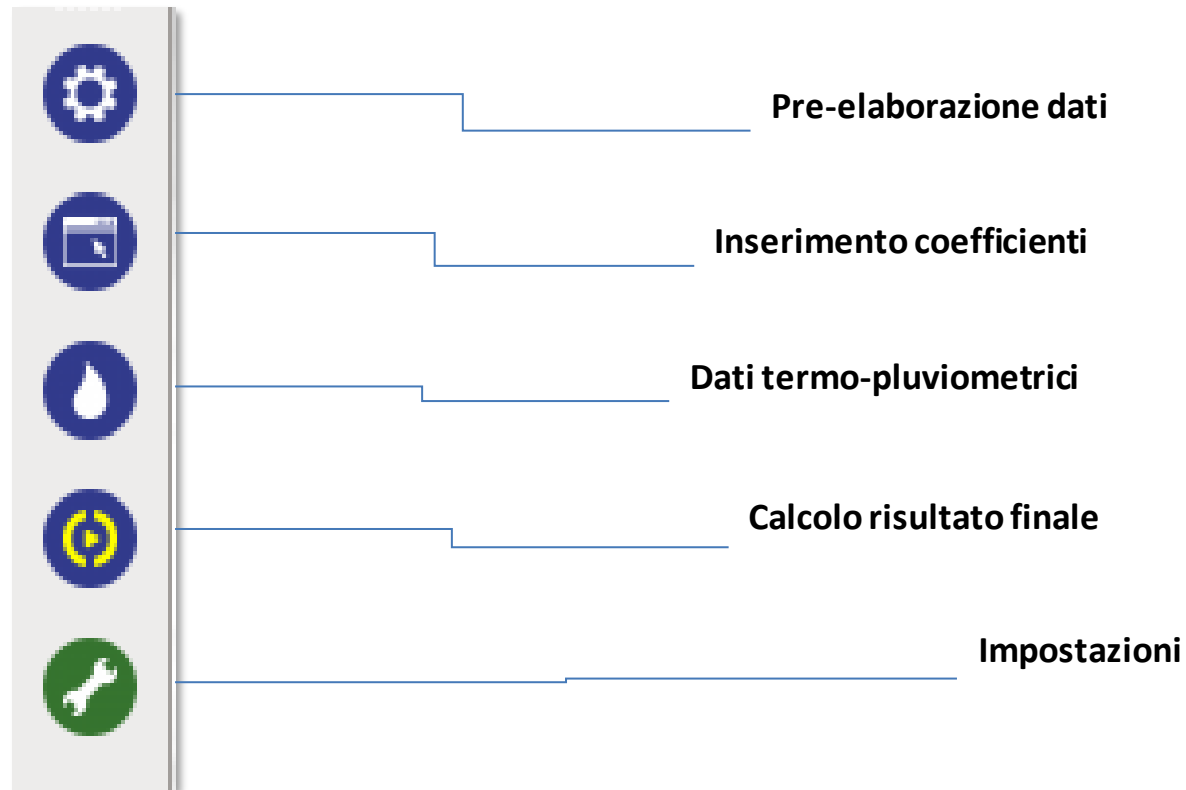 Pre-elaborazione dati
Inserimento coefficienti
Dati termo-pluviometrici
Calcolo risultato finale
Impostazioni